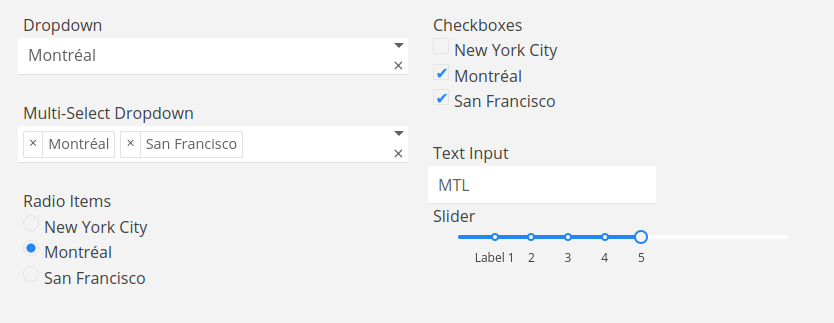 Dropdown
Montréal
×
Multi-Select Dropdown
× Montréal × San Francisco
×
Radio Items
New York City
Montréal
San Francisco
Checkboxes
New York City
Montréal
San Francisco
Text Input
MTL
Slider
Label 1 2 3 4 5